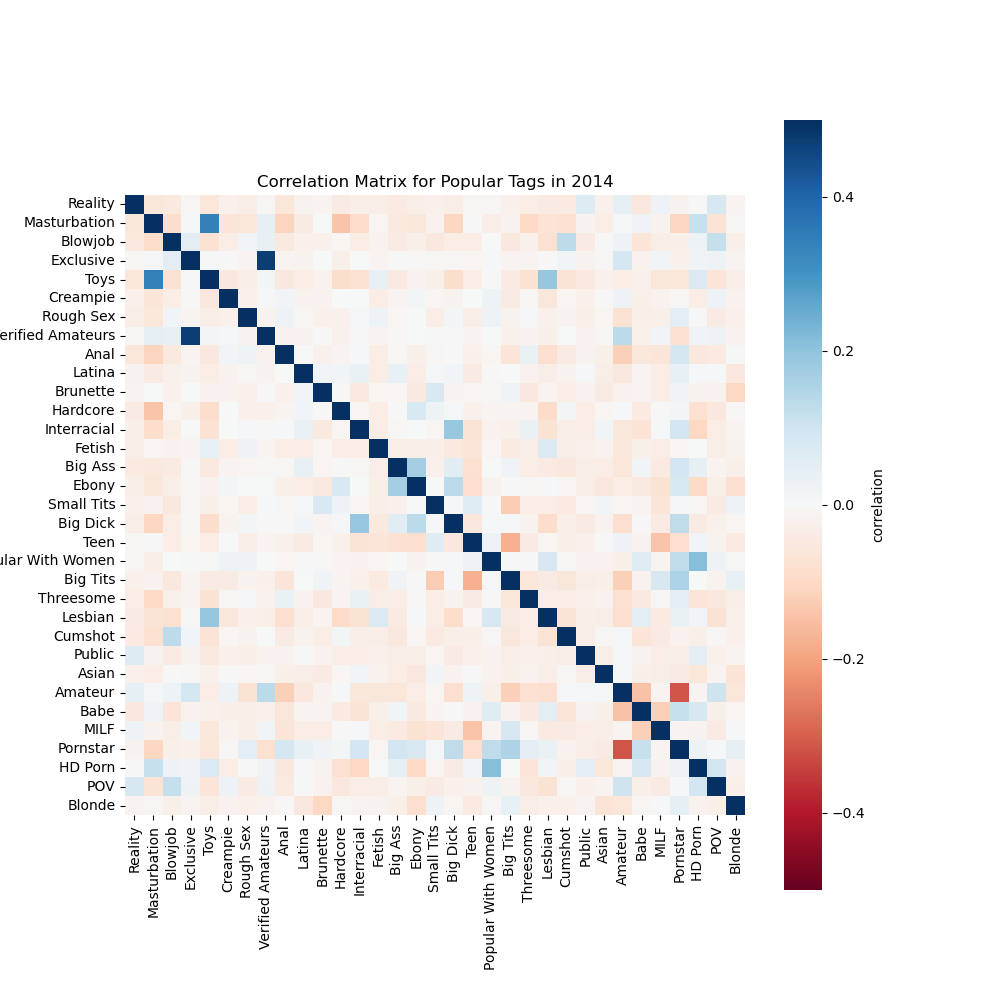 Correlation Matrix for Popular Tags in 2014
Reality
Masturbation
Blowjob
Exclusive
Toys
Creampie
Rough Sex
erified Amateurs
Anal
Latina
Brunette
Hardcore
Interracial
Fetish
Big Ass
Ebony
Small Tits
Big Dick
Teen
ular With Women
Big Tits
Threesome
Lesbian
Cumshot
Public
Asian
Amateur
Babe
MILF
Pornstar
HD Porn
POV
Blonde
Reality
Masturbation
Blowjob
Exclusive
Toys
Creampie
Rough Sex
Verified Amateurs
Anal
Latina
Brunette
Hardcore
Interracial
Fetish
Big Ass
Ebony
Small Tits
Big Dick
Teen
Popular With Women
Big Tits
Threesome
Lesbian
Cumshot
Public
Asian
Amateur
Babe
MILF
Pornstar
HD Porn
POV
Blonde
0.4
0.2
0.0
−0.2
−0.4
correlation